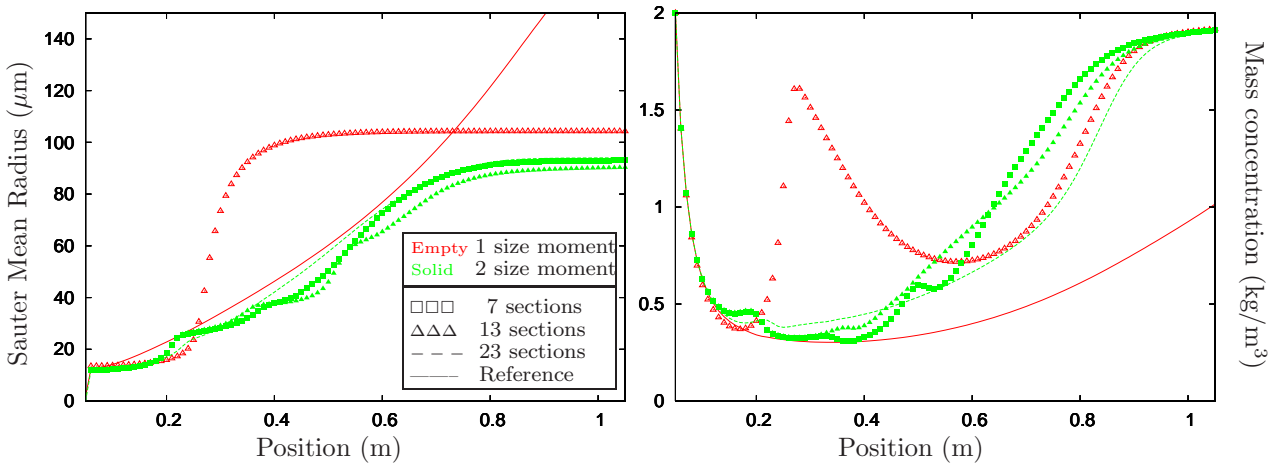 Sauter Mean Radius (μm)
140
120
100
80
60
40
20
0
0.2
0.4
0.6
0.8
1
Position (m)
Empty 1 size moment
Solid 2 size moment
□□□ 7 sections
△△△ 13 sections
--- 23 sections
——– Reference
2
1.5
1
0.5
0
0.2
0.4
0.6
0.8
1
Position (m)
Mass concentration (kg/m³)